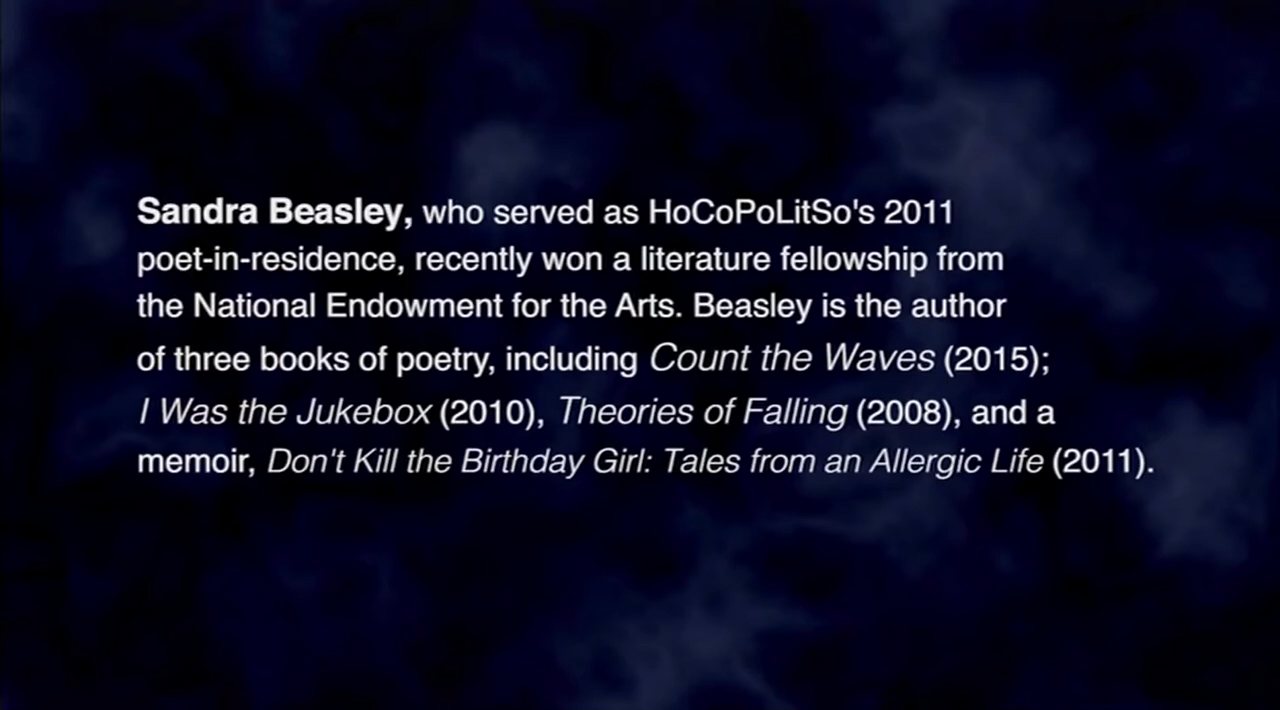 Sandra Beasley, who served as HoCoPoLitSo's 2011
poet-in-residence, recently won a literature fellowship from
the National Endowment for the Arts. Beasley is the author
of three books of poetry, including Count the Waves (2015);
I Was the Jukebox (2010), Theories of Falling (2008), and a
memoir, Don't Kill the Birthday Girl: Tales from an Allergic Life (2011).